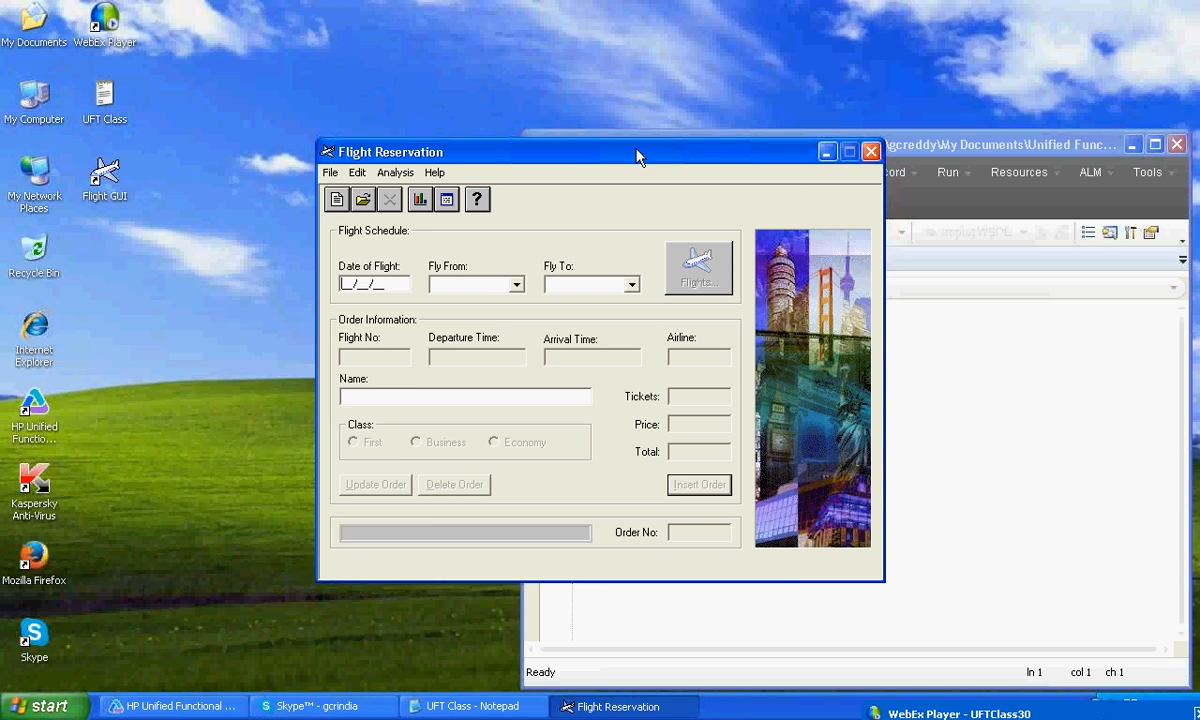 My Documents
WebEx Player
My Computer
UFT Class
My Network
Places
Flight GUI
Recycle Bin
Internet
Explorer
HP Unified
Functio...
Kaspersky
Anti-Virus
Mozilla Firefox
Skype
Flight Reservation
File Edit Analysis Help
?
Flight Schedule:
Date of Flight: Fly From: Fly To:
__/__/__
Flights...
Order Information:
Flight No: Departure Time: Arrival Time: Airline:
Name:
Tickets:
Class:
First Business Economy
Price:
Total:
Update Order Delete Order Insert Order
Order No:
gcreddy\My Documents\Unified Func...
ord Run Resources ALM Tools
WSDL
Ready ln 1 col 1 ch 1
start
HP Unified Functional ...
Skype™ - gcrindia
UFT Class - Notepad
Flight Reservation
WebEx Player - UFTClass30